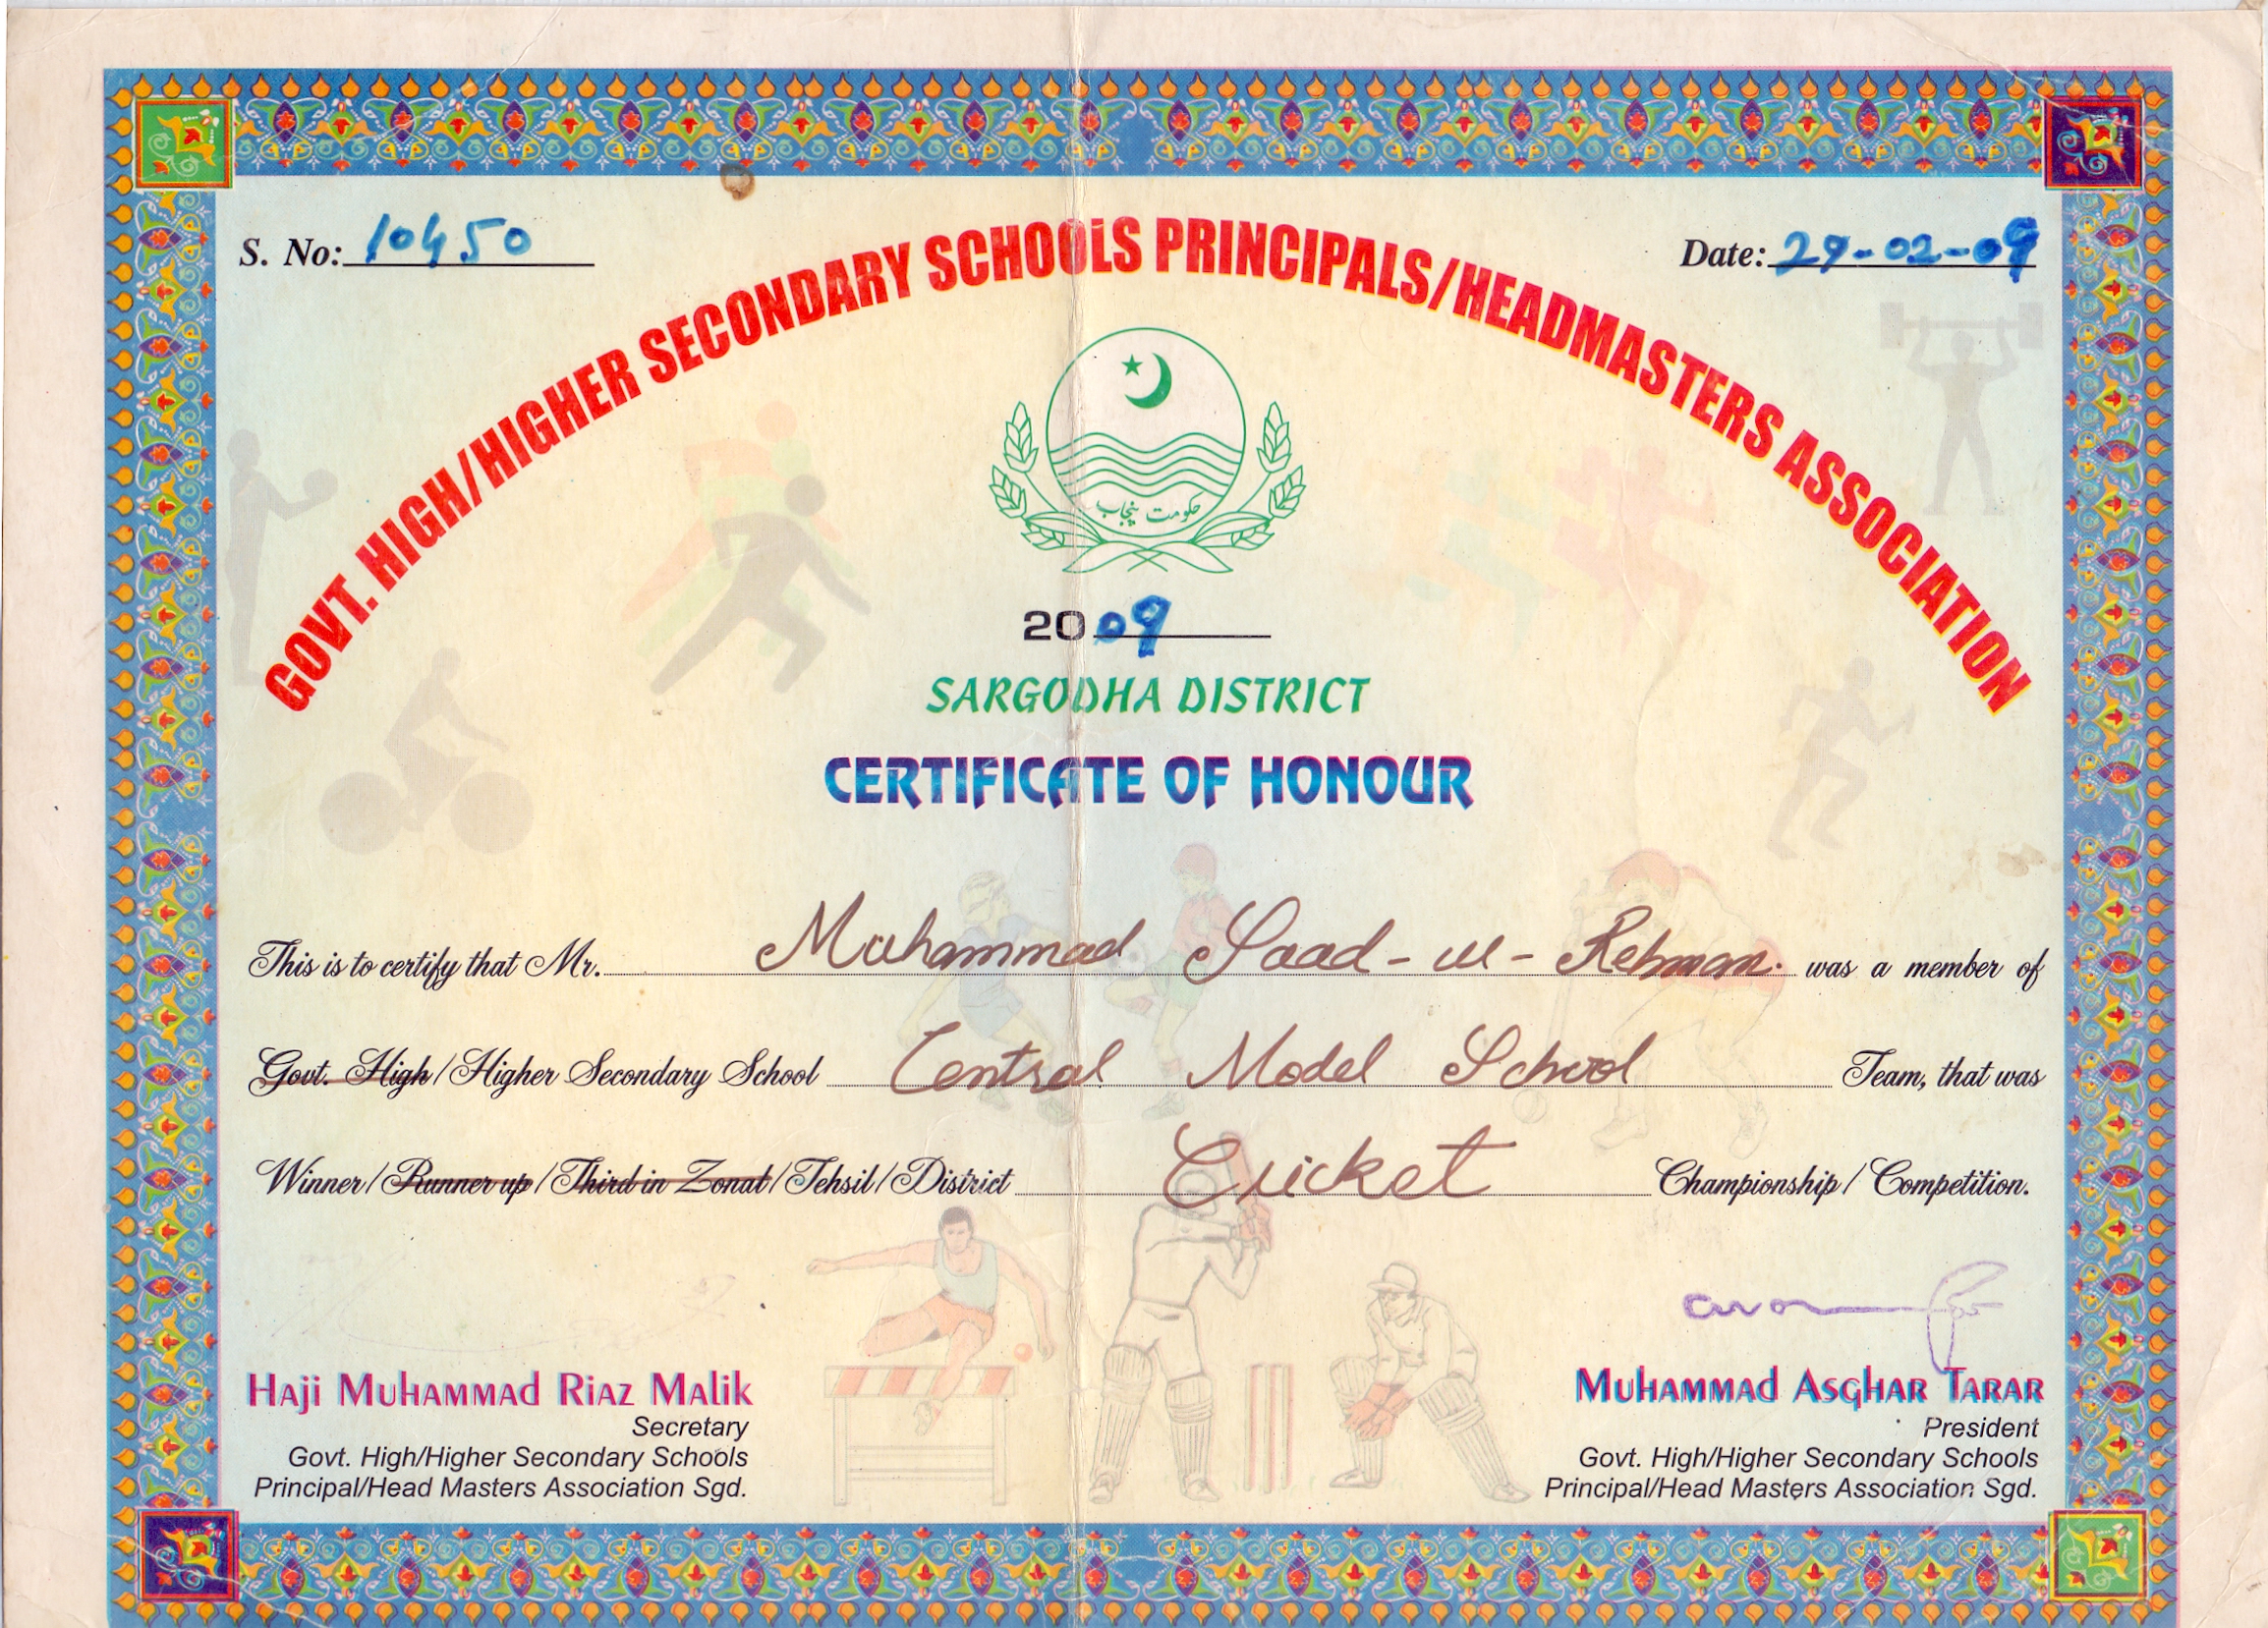 S. No: 10450
Date: 29-02-09
GOVT. HIGH/HIGHER SECONDARY SCHOOLS PRINCIPALS/HEADMASTERS ASSOCIATION
حکومت پنجاب
2009
SARGODHA DISTRICT
CERTIFICATE OF HONOUR
This is to certify that Mr. Muhammad Saad-ul-Rehman. was a member of
Govt. High/Higher Secondary School Central Model School Team, that was
Winner/Runner up/Third in Zonal/Tehsil/District Cricket Championship/Competition.
Haji Muhammad Riaz Malik
Secretary
Govt. High/Higher Secondary Schools
Principal/Head Masters Association Sgd.
Muhammad Asghar Tarar
President
Govt. High/Higher Secondary Schools
Principal/Head Masters Association Sgd.